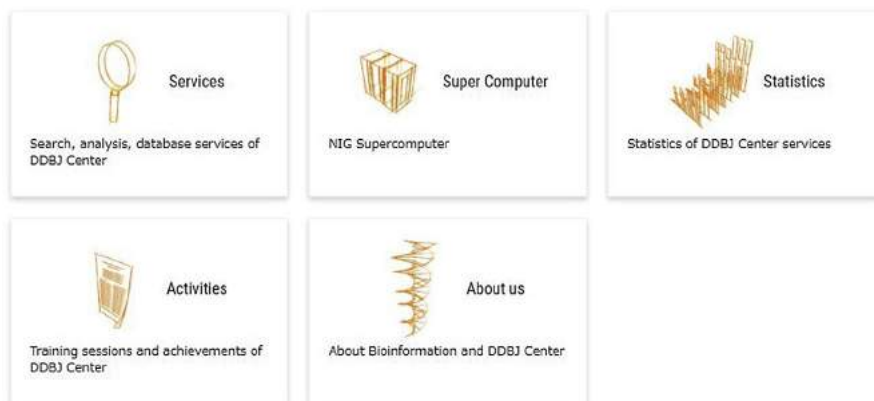 Services
Search, analysis, database services of
DDBJ Center
Super Computer
NIG Supercomputer
Statistics
Statistics of DDBJ Center services
Activities
Training sessions and achievements of
DDBJ Center
About us
About Bioinformation and DDBJ Center